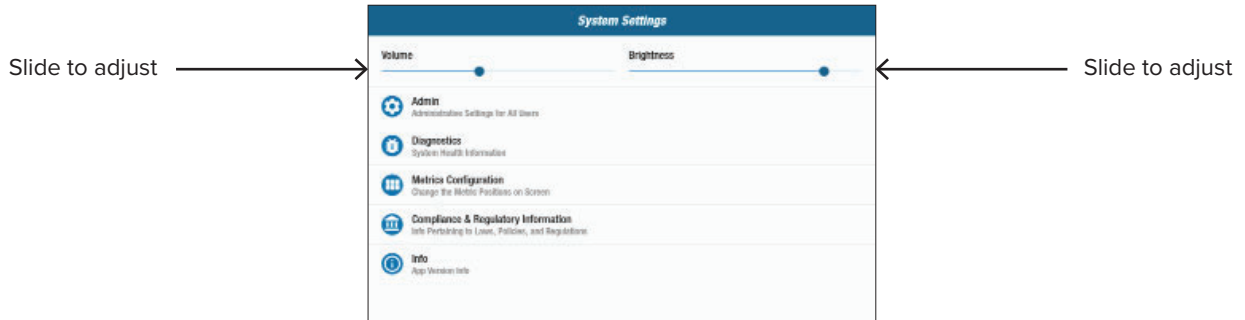 System Settings
Volume
Brightness
Slide to adjust
Slide to adjust
Admin
Administrative Settings for All Users
Diagnostics
System Health Information
Metrics Configuration
Change the Metric Positions on Screen
Compliance & Regulatory Information
Info Pertaining to Laws, Policies, and Regulations
Info
App Version Info